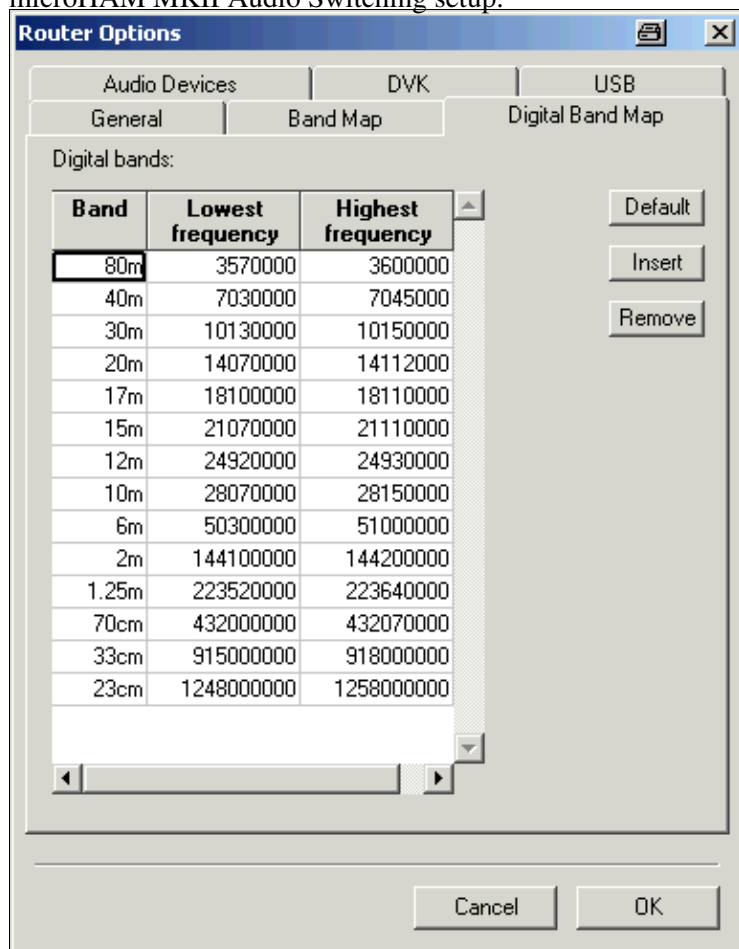 microHAM MKII Audio Switching setup.
Router Options
Audio Devices DVK USB
General Band Map Digital Band Map
Digital bands:
Band Lowest frequency Highest frequency
80m 3570000 3600000
40m 7030000 7045000
30m 10130000 10150000
20m 14070000 14112000
17m 18100000 18110000
15m 21070000 21110000
12m 24920000 24930000
10m 28070000 28150000
6m 50300000 51000000
2m 144100000 144200000
1.25m 223520000 223640000
70cm 432000000 432070000
33cm 915000000 918000000
23cm 1248000000 1258000000
Default
Insert
Remove
Cancel OK